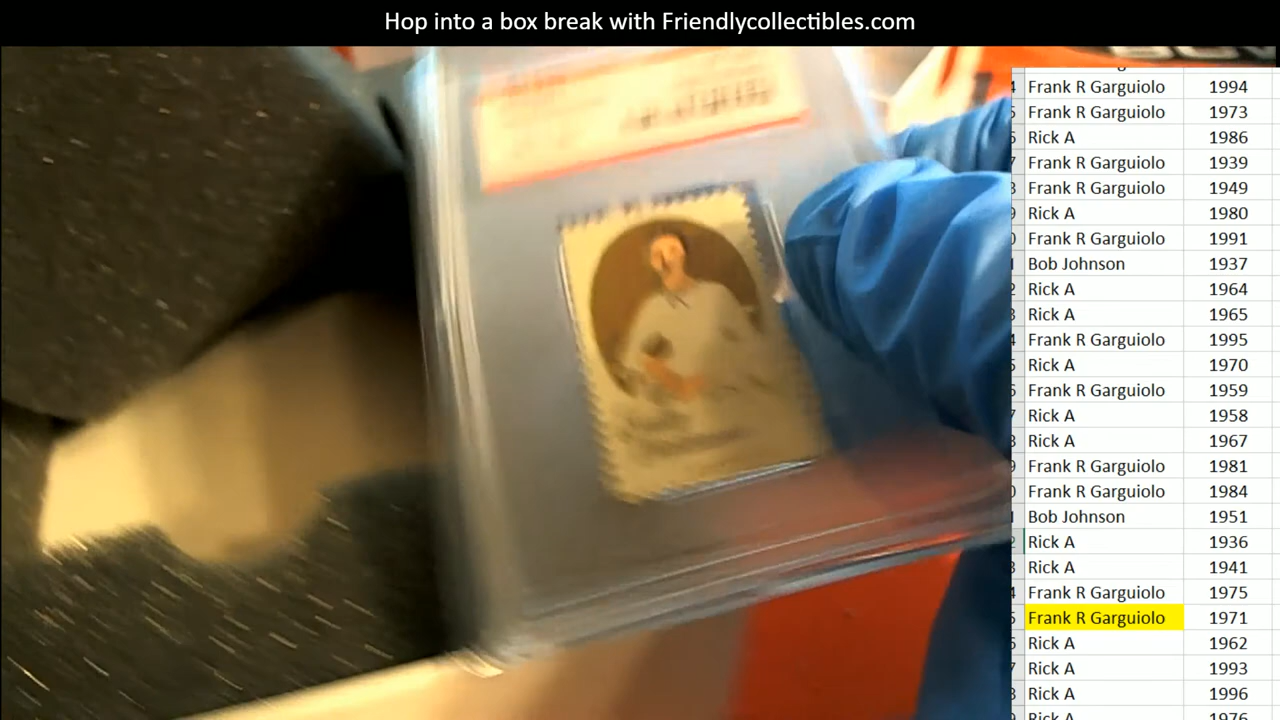 Hop into a box break with Friendlycollectibles.com
Frank R Garguiolo 1994
Frank R Garguiolo 1973
Rick A 1986
Frank R Garguiolo 1939
Frank R Garguiolo 1949
Rick A 1980
Frank R Garguiolo 1991
Bob Johnson 1937
Rick A 1964
Rick A 1965
Frank R Garguiolo 1995
Rick A 1970
Frank R Garguiolo 1959
Rick A 1958
Rick A 1967
Frank R Garguiolo 1981
Frank R Garguiolo 1984
Bob Johnson 1951
Rick A 1936
Rick A 1941
Frank R Garguiolo 1975
Frank R Garguiolo 1971
Rick A 1962
Rick A 1993
Rick A 1996
Rick A 1976